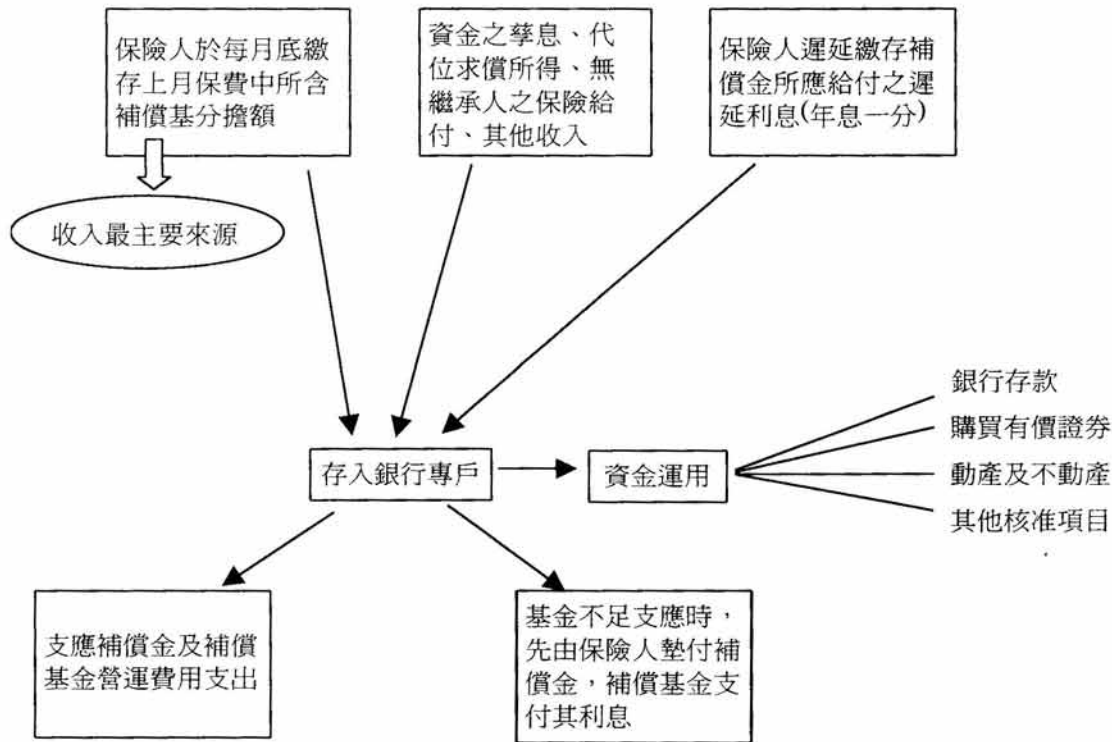 保險人於每月底繳
存上月保費中所含
補償基分擔額
資金之孳息、代
位求償所得、無
繼承人之保險給
付、其他收入
保險人遲延繳存補
償金所應給付之遲
延利息(年息一分)
收入最主要來源
存入銀行專戶
資金運用
銀行存款
購買有價證券
動產及不動產
其他核准項目
支應補償金及補償
基金營運費用支出
基金不足支應時，
先由保險人墊付補
償金，補償基金支
付其利息